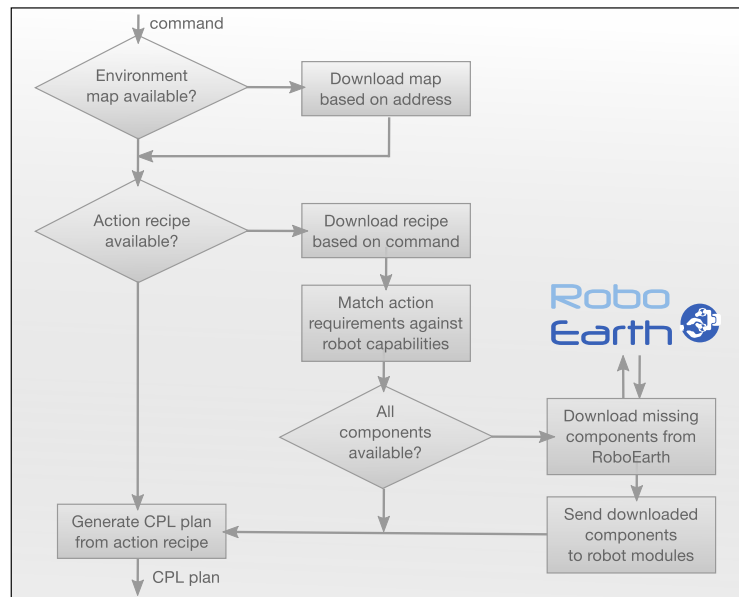 command
Environment
map available?
Download map
based on address
Action recipe
available?
Download recipe
based on command
Match action
requirements against
robot capabilities
Robo
Earth
All
components
available?
Download missing
components from
RoboEarth
Generate CPL plan
from action recipe
Send downloaded
components
to robot modules
CPL plan